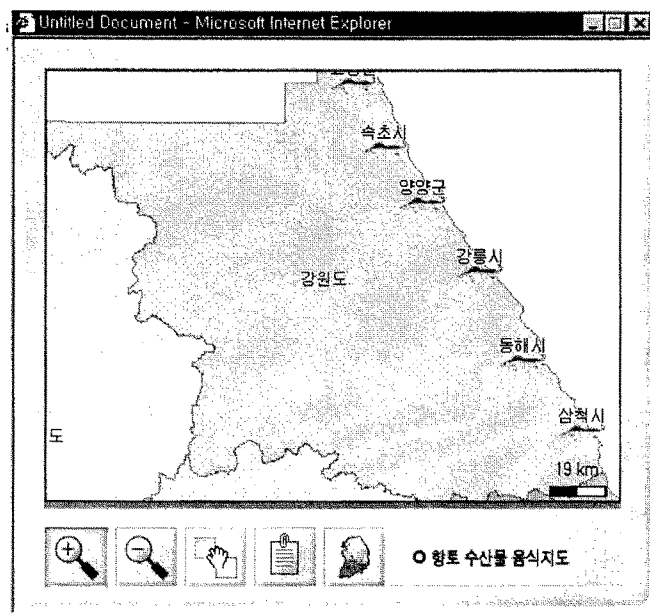 Untitled Document - Microsoft Internet Explorer
속초시
양양군
강릉시
강원도
동해시
삼척시
도
19 km
향토 수산물 음식지도